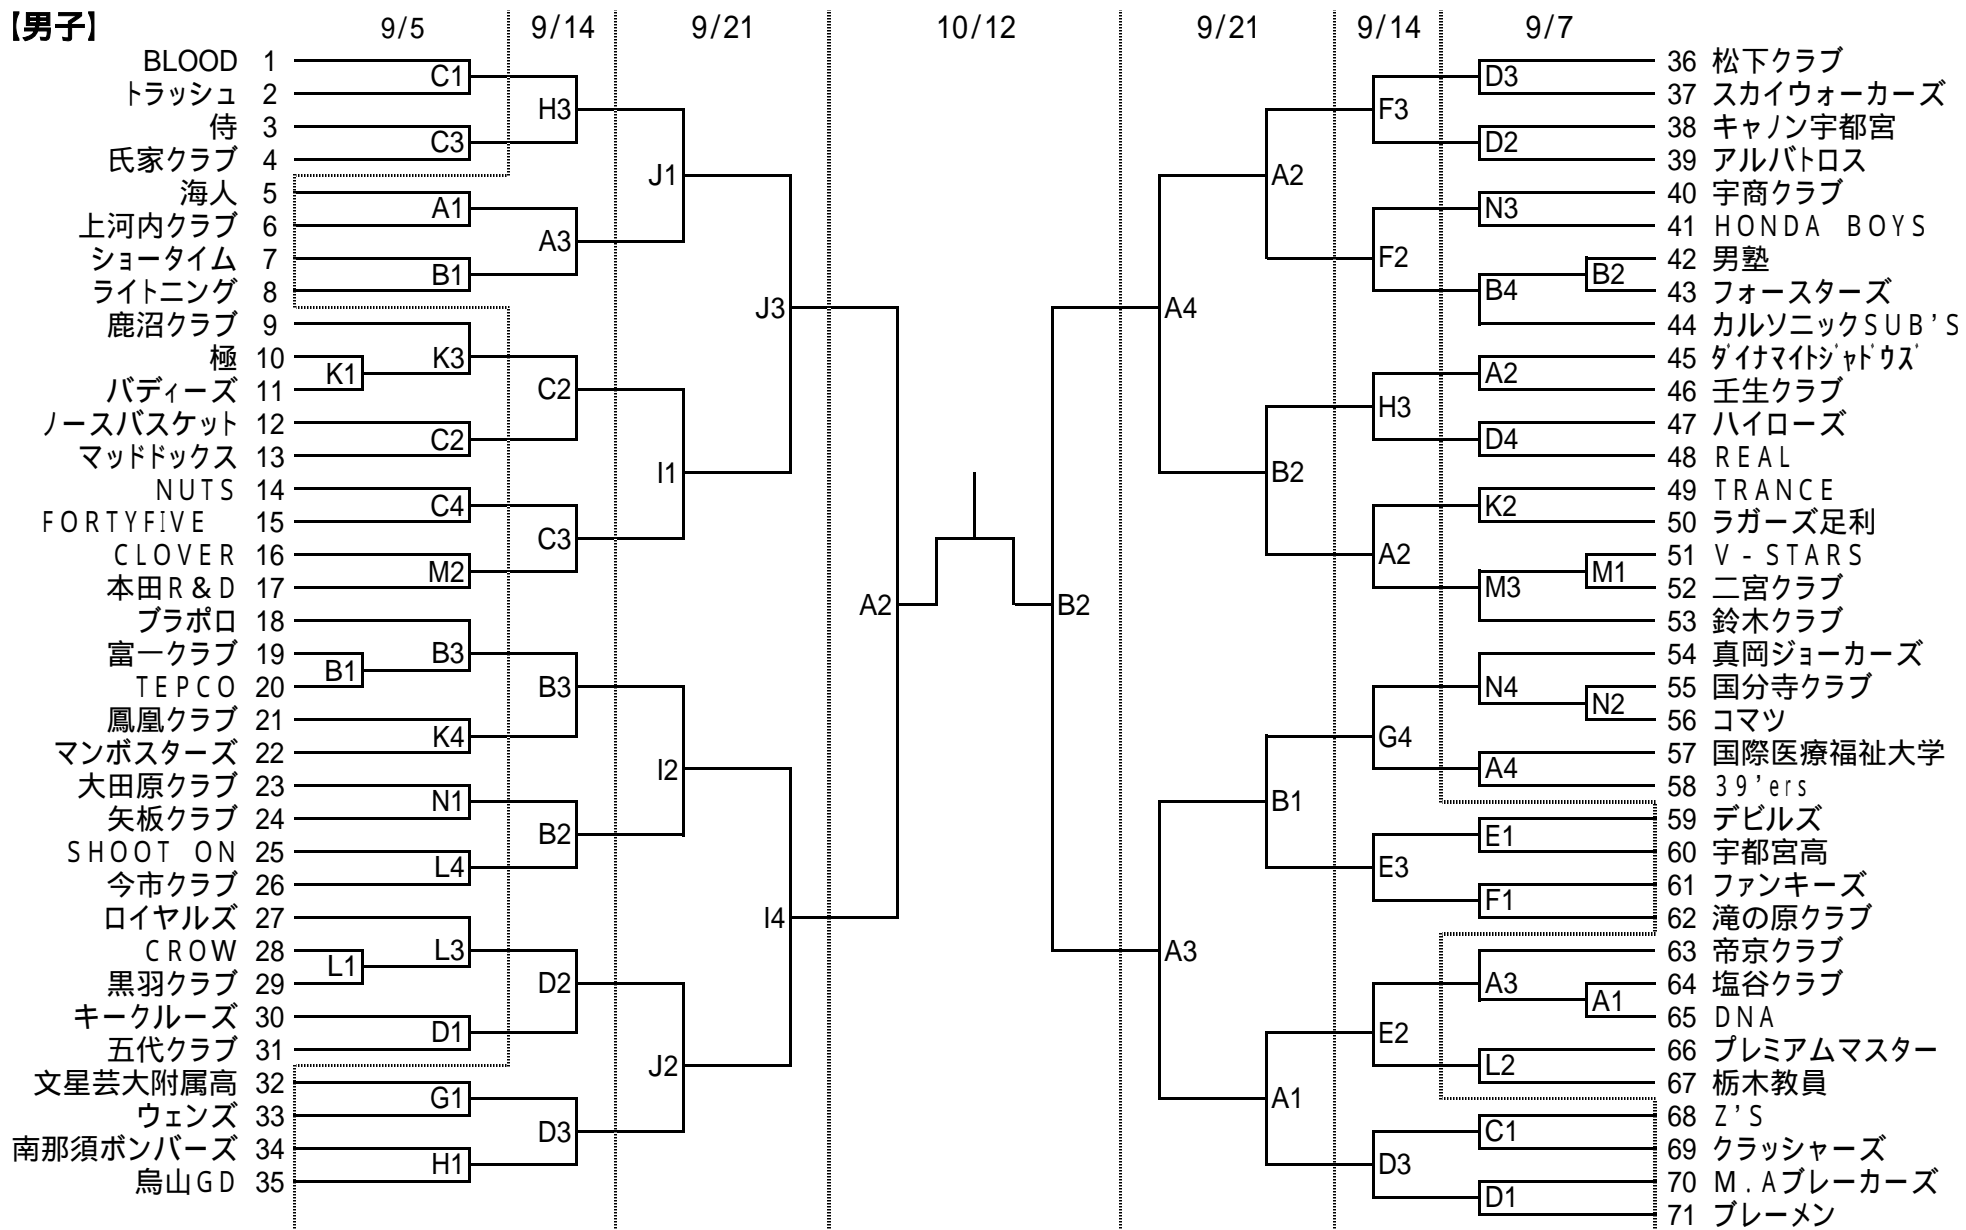 【男子】
9/5 9/14 9/21 10/12 9/21 9/14 9/7
BLOOD 1
トラッシュ 2
侍 3
氏家クラブ 4
海人 5
上河内クラブ 6
ショータイム 7
ライトニング 8
鹿沼クラブ 9
極 10
バディーズ 11
ノースバスケット 12
マッドドックス 13
NUTS 14
FORTYFIVE 15
CLOVER 16
本田R&D 17
ブラポロ 18
富一クラブ 19
TEPCO 20
鳳凰クラブ 21
マンボスターズ 22
大田原クラブ 23
矢板クラブ 24
SHOOT ON 25
今市クラブ 26
ロイヤルズ 27
CROW 28
黒羽クラブ 29
キークルーズ 30
五代クラブ 31
文星芸大附属高 32
ウェンズ 33
南那須ボンバーズ 34
烏山GD 35
K1
B1
L1
C1
C3
A1
B1
K3
C2
C4
M2
B3
K4
N1
L4
L3
D1
G1
H1
H3
A3
C2
C3
B3
B2
D2
D3
J1
I1
I2
J2
J3
I4
A2
B2
A4
A3
A2
B2
B1
A1
F3
F2
H3
A2
G4
E3
E2
D3
D3
D2
N3
B4
A2
D4
K2
M3
N4
A4
E1
F1
A3
L2
C1
D1
B2
M1
N2
A1
36 松下クラブ
37 スカイウォーカーズ
38 キャノン宇都宮
39 アルバトロス
40 宇商クラブ
41 HONDA BOYS
42 男塾
43 フォースターズ
44 カルソニックSUB'S
45 ﾀﾞｲﾅﾏｲﾄｼﾞｬﾄﾞｳｽﾞ
46 壬生クラブ
47 ハイローズ
48 REAL
49 TRANCE
50 ラガーズ足利
51 V-STARS
52 二宮クラブ
53 鈴木クラブ
54 真岡ジョーカーズ
55 国分寺クラブ
56 コマツ
57 国際医療福祉大学
58 39'ers
59 デビルズ
60 宇都宮高
61 ファンキーズ
62 滝の原クラブ
63 帝京クラブ
64 塩谷クラブ
65 DNA
66 プレミアムマスター
67 栃木教員
68 Z'S
69 クラッシャーズ
70 M.Aブレーカーズ
71 ブレーメン